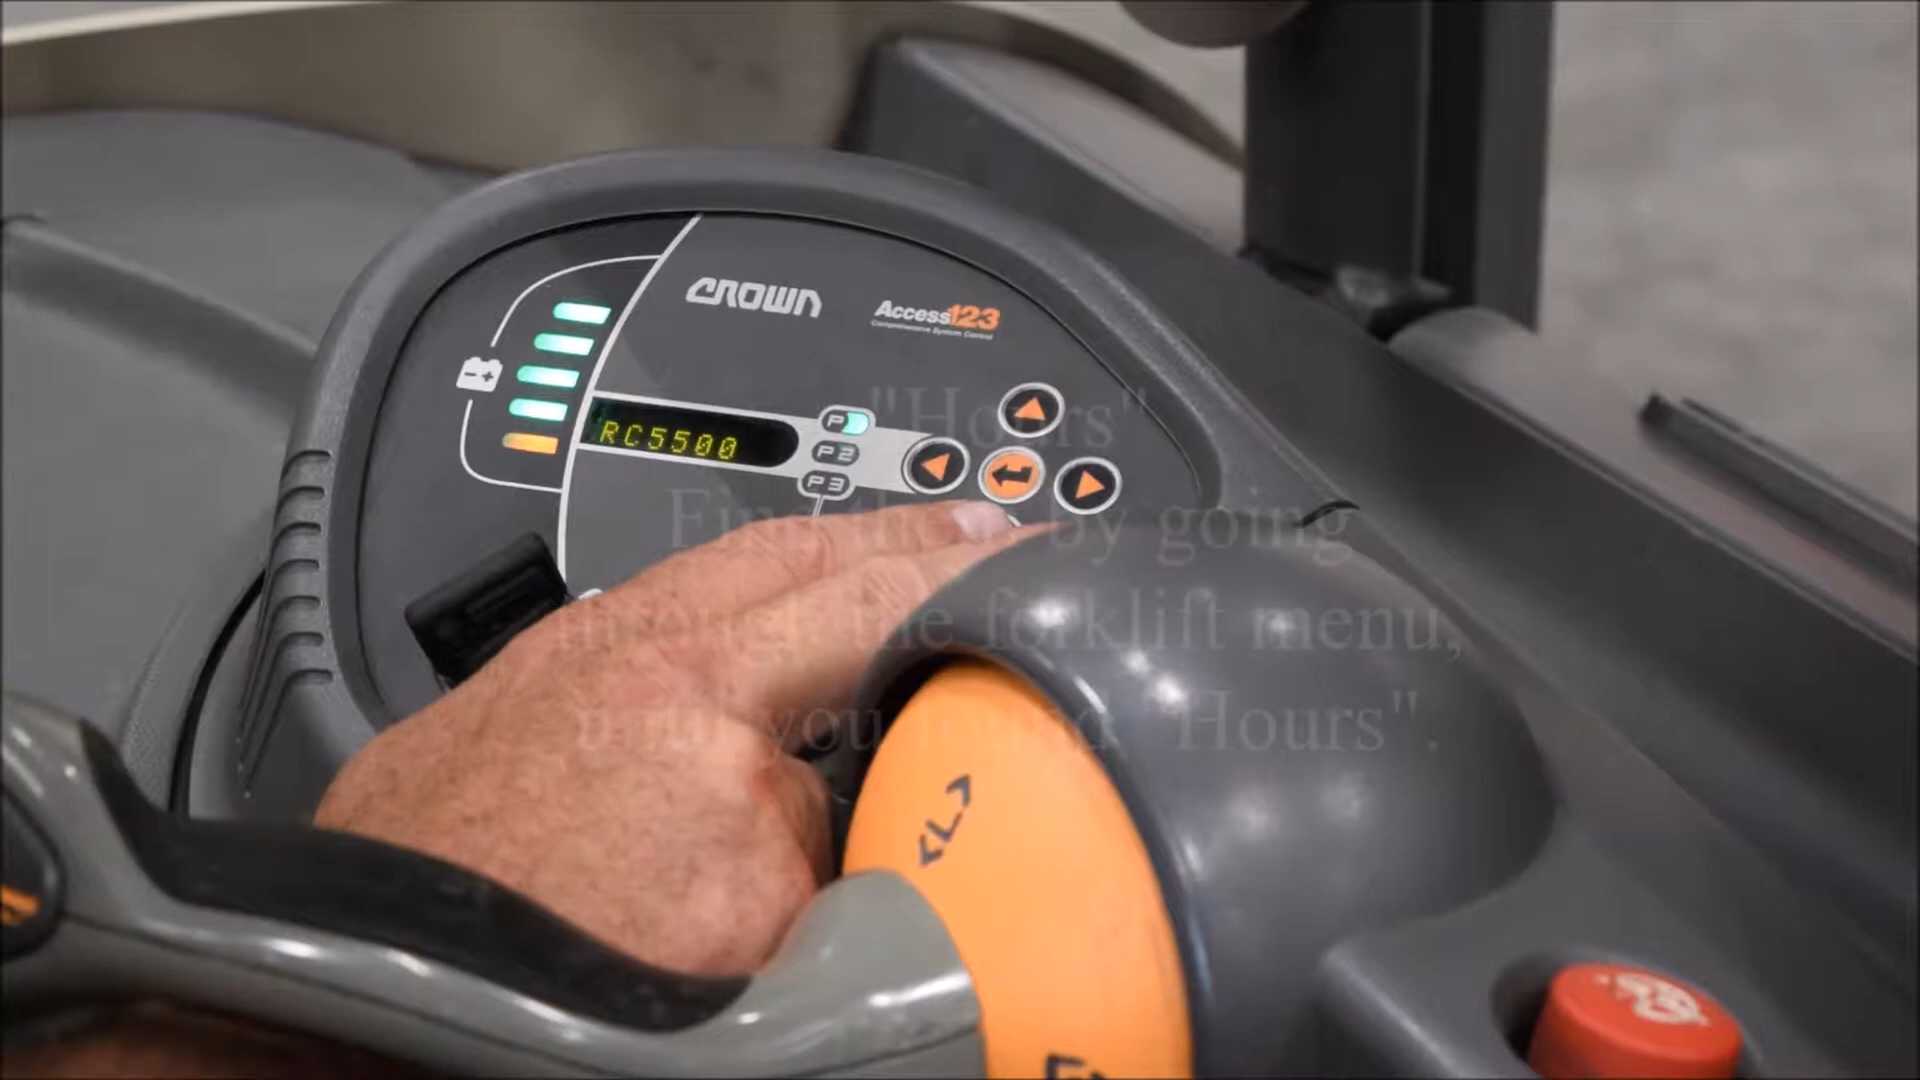 CROWN
Access123
Comprehensive System Control
RC5500
P
P2
P3
"Hours"
Find them by going
through the forklift menu,
until you found "Hours".
L